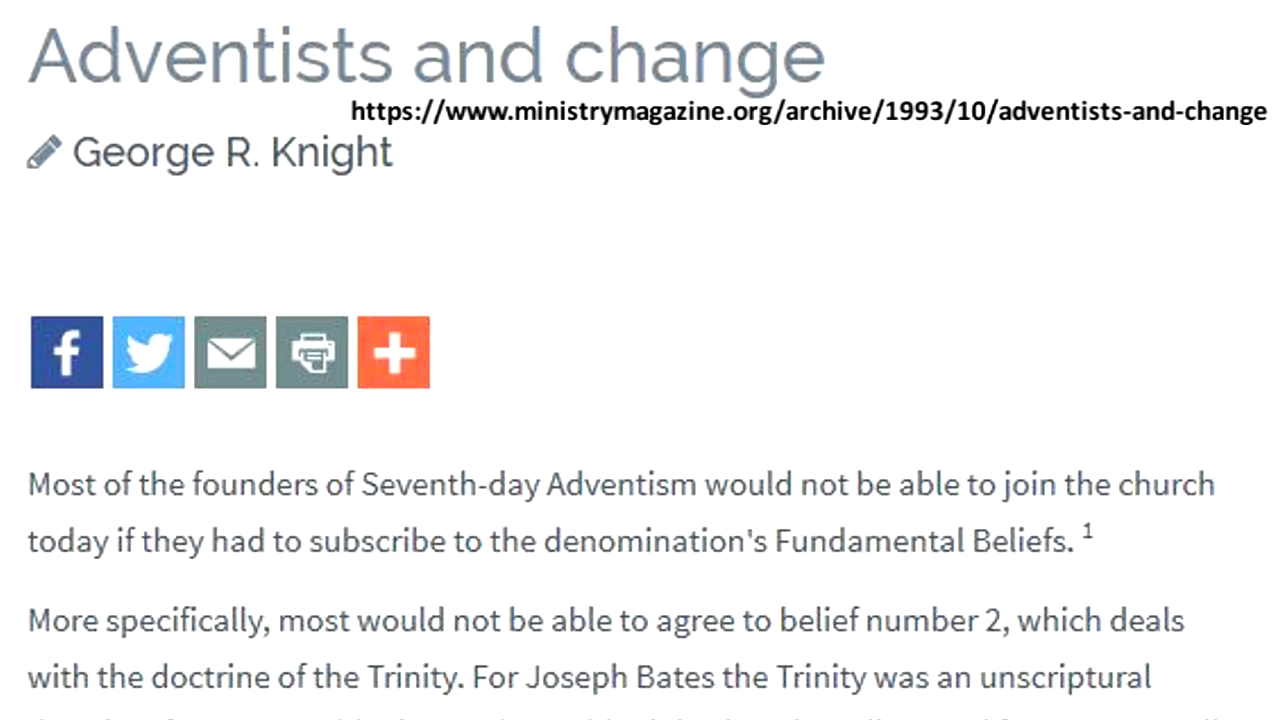 Adventists and change
https://www.ministrymagazine.org/archive/1993/10/adventists-and-change
George R. Knight
Most of the founders of Seventh-day Adventism would not be able to join the church
today if they had to subscribe to the denomination's Fundamental Beliefs. 1
More specifically, most would not be able to agree to belief number 2, which deals
with the doctrine of the Trinity. For Joseph Bates the Trinity was an unscriptural